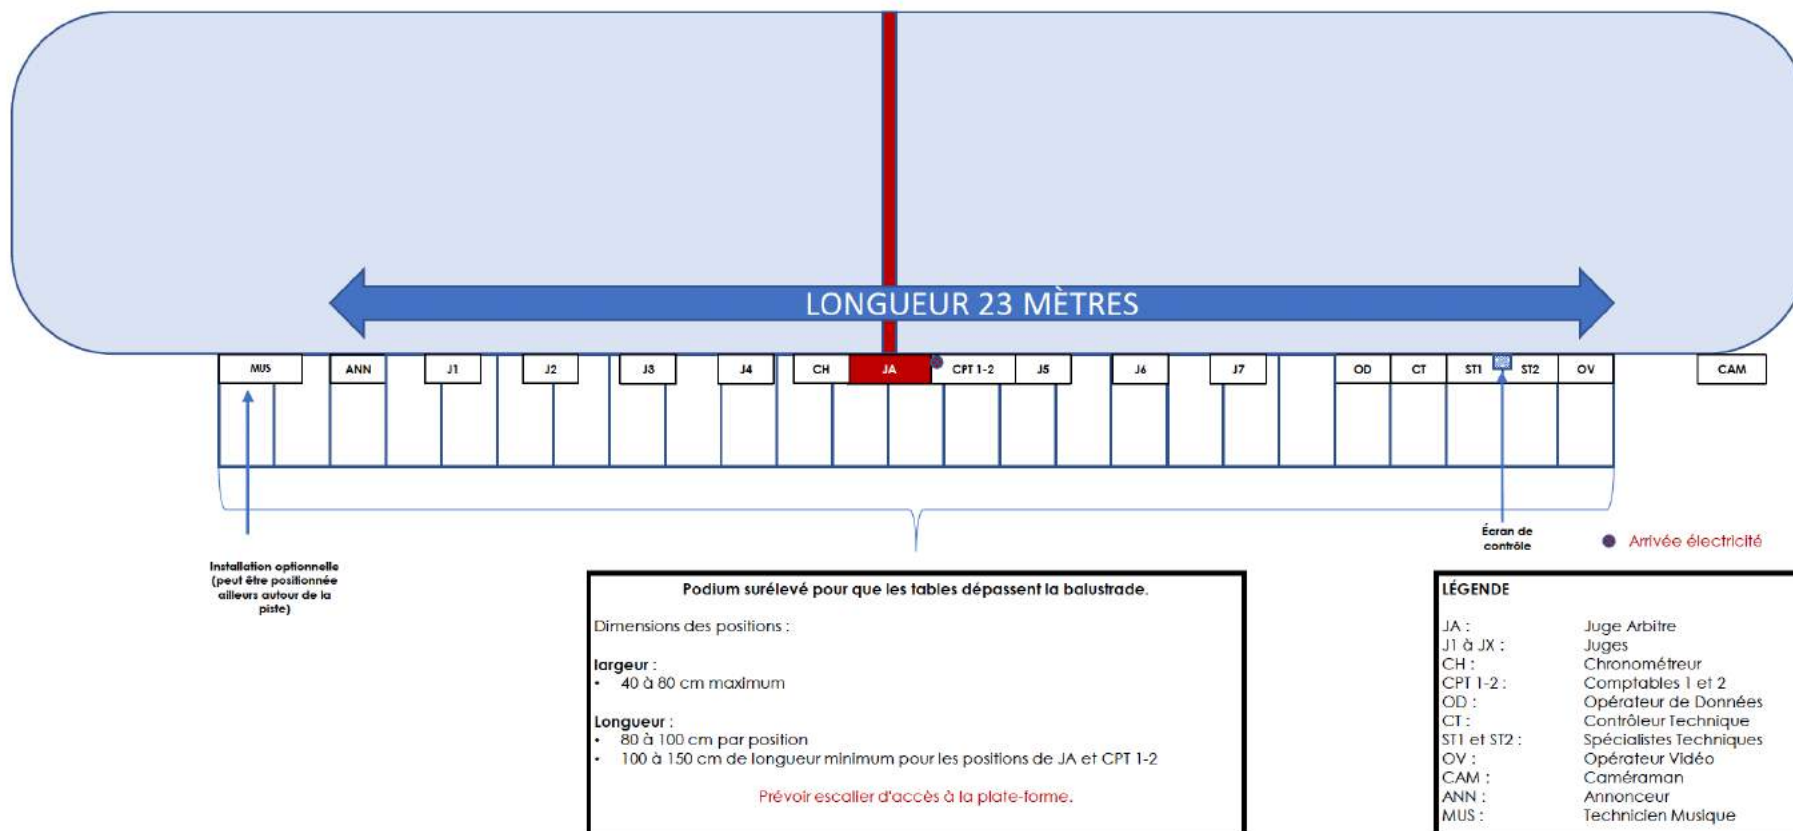 LONGUEUR 23 MÈTRES
MUS ANN J1 J2 J3 J4 CH JA CPT 1-2 J5 J6 J7 OD CT ST1 ST2 OV CAM
Installation optionnelle
(peut être positionnée
ailleurs autour de la
piste)
Écran de
contrôle
Arrivée électricité
Podium surélevé pour que les tables dépassent la balustrade.
Dimensions des positions :
largeur :
• 40 à 80 cm maximum
Longueur :
• 80 à 100 cm par position
• 100 à 150 cm de longueur minimum pour les positions de JA et CPT 1-2
Prévoir escalier d'accès à la plate-forme.
LÉGENDE
JA : Juge Arbitre
J1 à JX : Juges
CH : Chronométreur
CPT 1-2 : Comptables 1 et 2
OD : Opérateur de Données
CT : Contrôleur Technique
ST1 et ST2 : Spécialistes Techniques
OV : Opérateur Vidéo
CAM : Caméraman
ANN : Annonceur
MUS : Technicien Musique